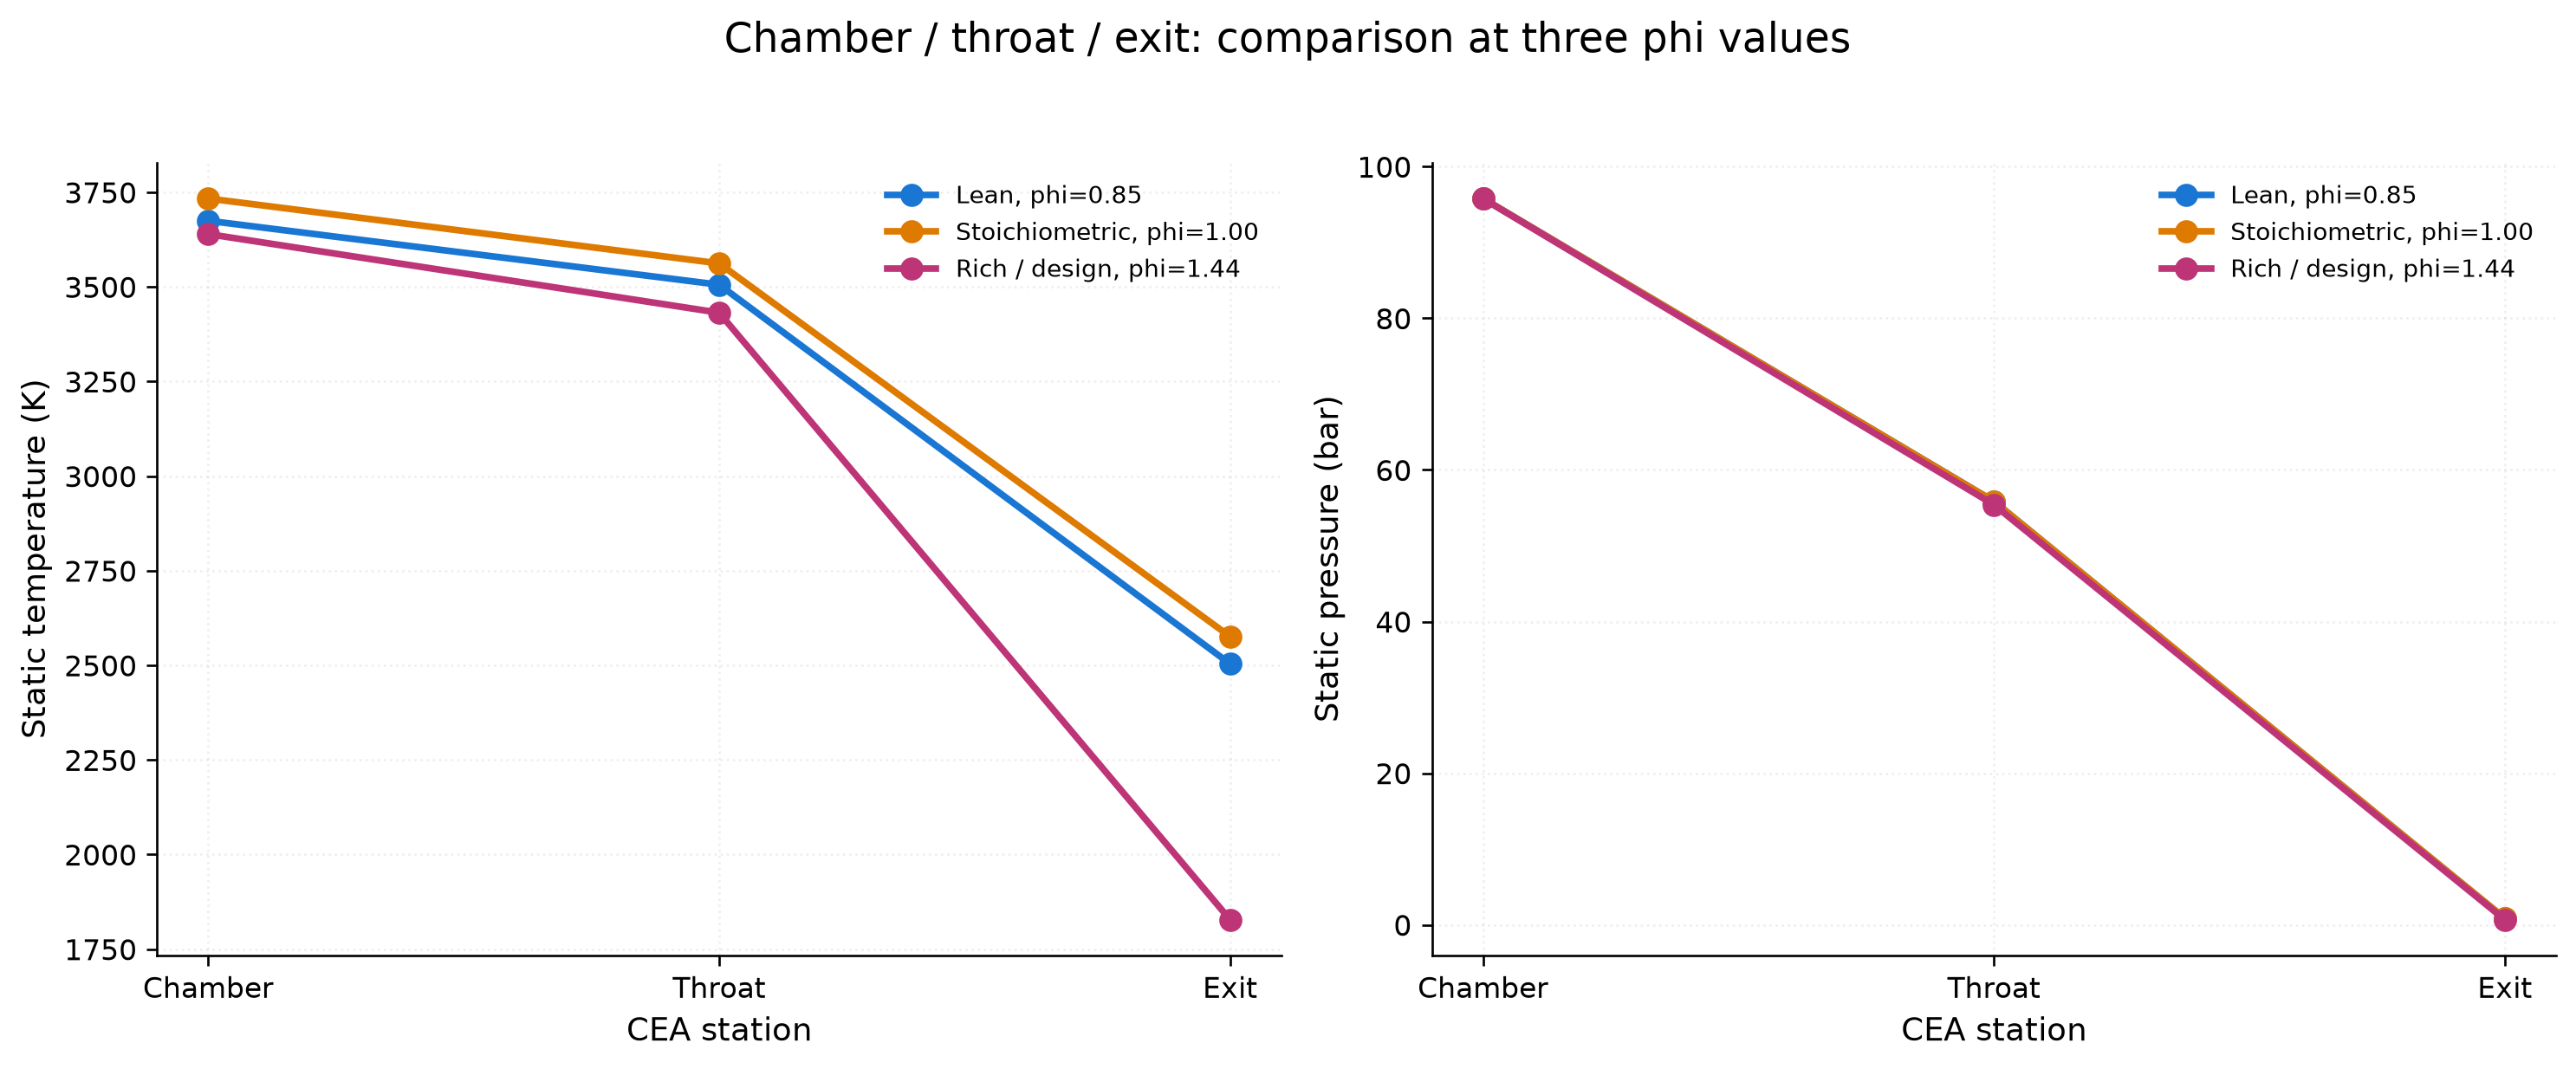 Chamber / throat / exit: comparison at three phi values
Static temperature (K)
3750
3500
3250
3000
2750
2500
2250
2000
1750
Lean, phi=0.85
Stoichiometric, phi=1.00
Rich / design, phi=1.44
Chamber
Throat
Exit
CEA station
Static pressure (bar)
100
80
60
40
20
0
Lean, phi=0.85
Stoichiometric, phi=1.00
Rich / design, phi=1.44
Chamber
Throat
Exit
CEA station